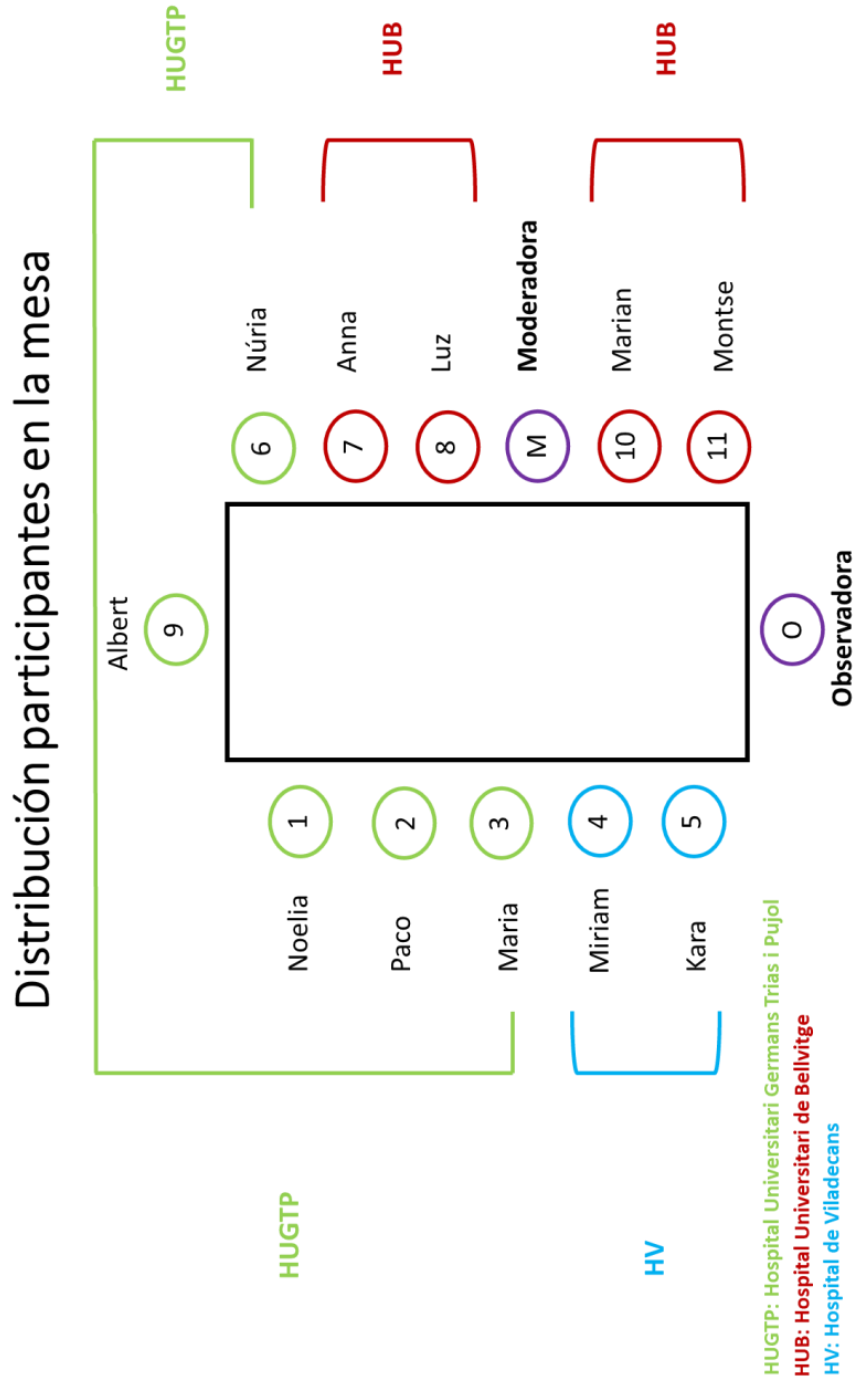 Distribución participantes en la mesa
HUGTP
Albert
9
Noelia
1
6
Núria
Paco
2
7
Anna
HUB
Maria
3
8
Luz
M
Moderadora
Miriam
4
10
Marian
HUB
Kara
5
11
Montse
HUGTP
HV
O
Observadora
HUGTP: Hospital Universitari Germans Trias i Pujol
HUB: Hospital Universitari de Bellvitge
HV: Hospital de Viladecans